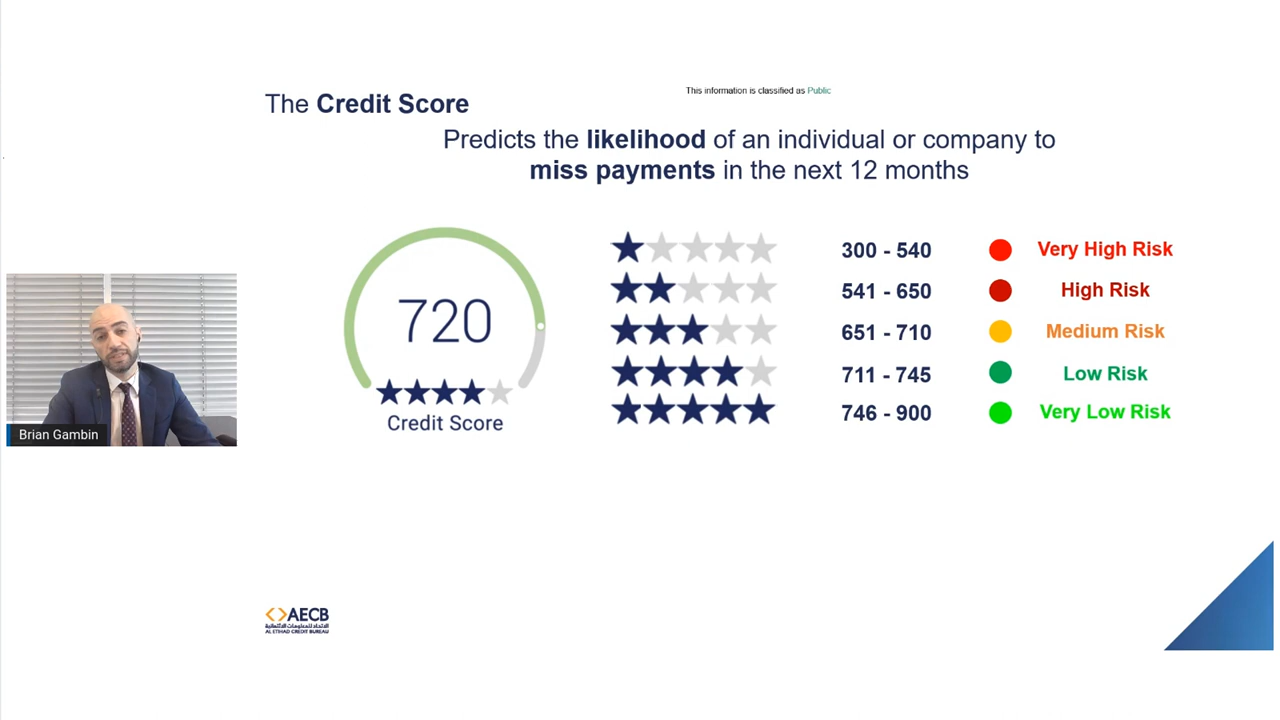 This information is classified as Public
The Credit Score
Predicts the likelihood of an individual or company to
miss payments in the next 12 months
720
Credit Score
300 - 540
Very High Risk
541 - 650
High Risk
651 - 710
Medium Risk
711 - 745
Low Risk
746 - 900
Very Low Risk
Brian Gambin
AECB
الاتحاد للمعلومات الائتمانية
AL ETIHAD CREDIT BUREAU